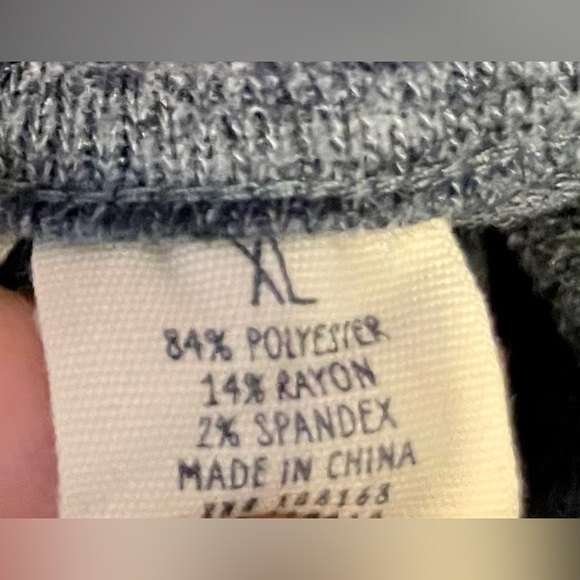 XL
84% POLYESTER
14% RAYON
2% SPANDEX
MADE IN CHINA